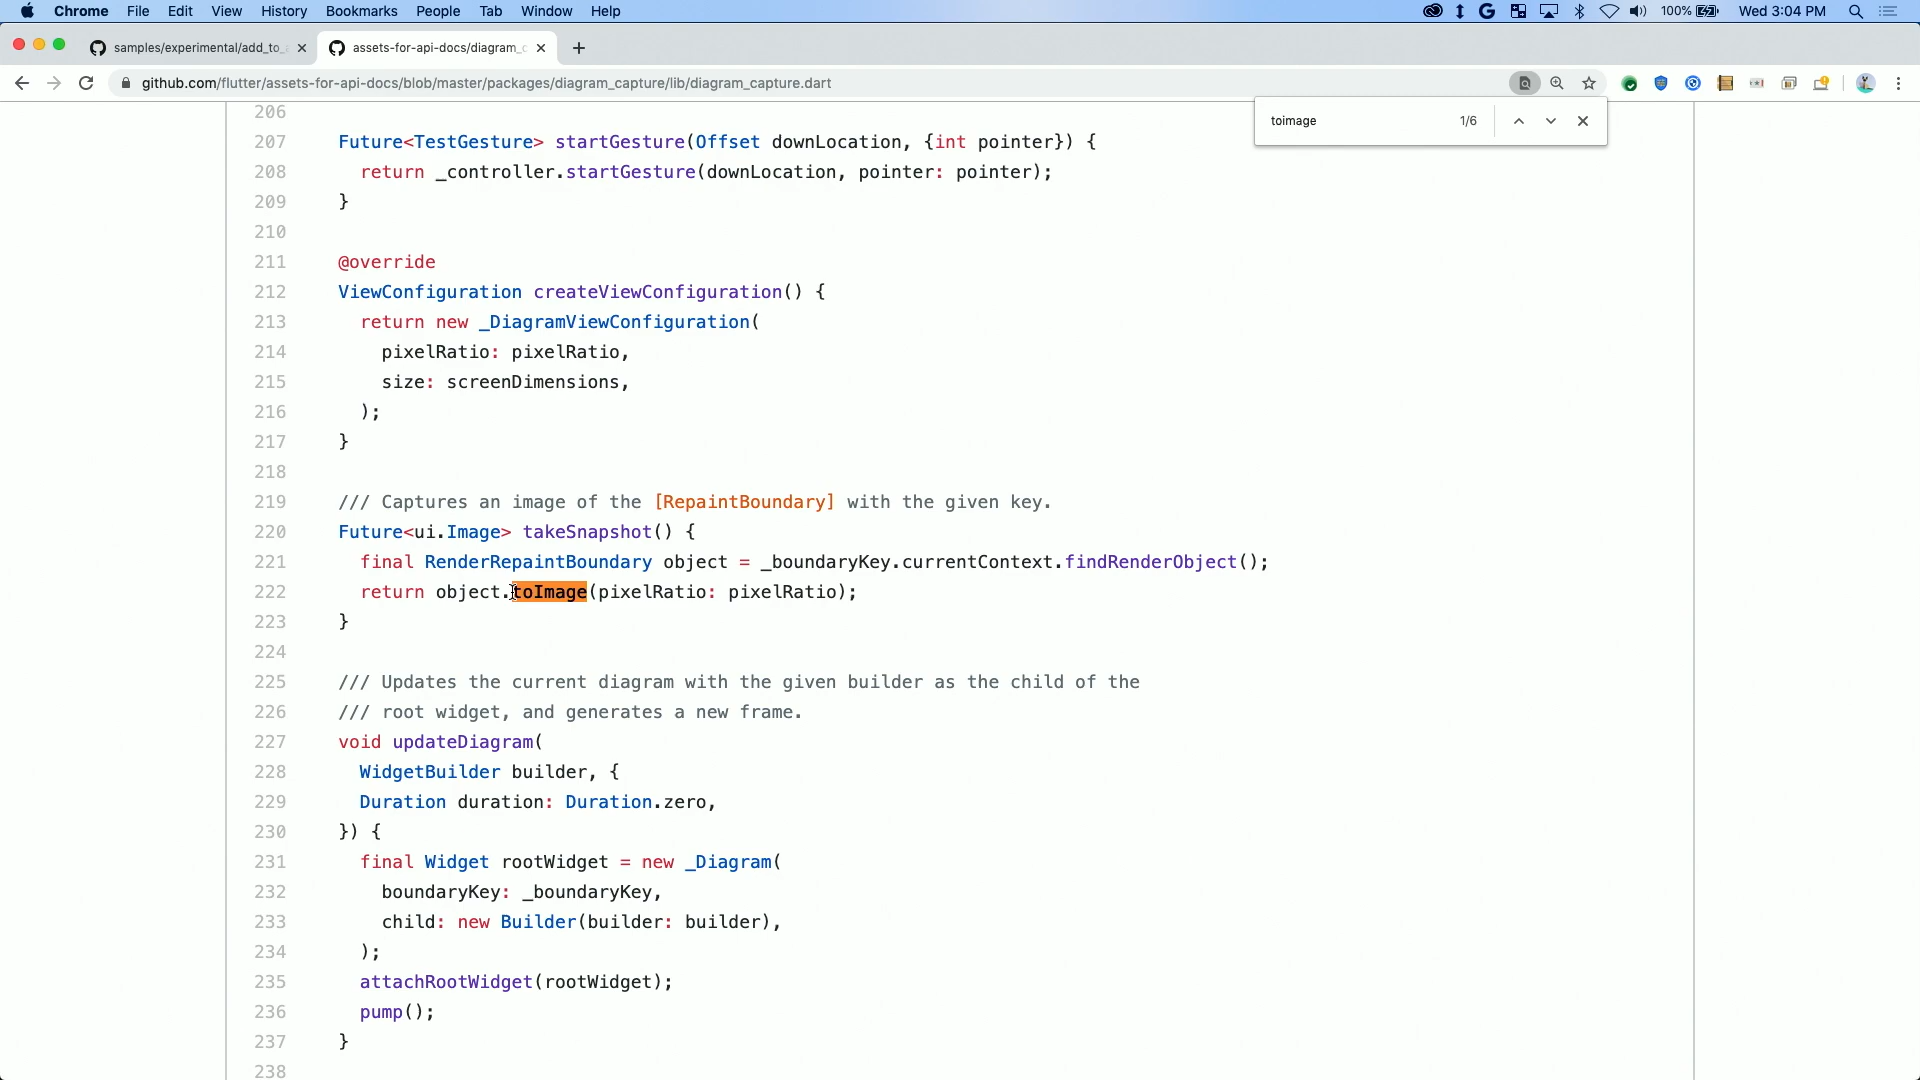 Chrome File Edit View History Bookmarks People Tab Window Help 100% Wed 3:04 PM
samples/experimental/add_to_ assets-for-api-docs/diagram_c
github.com/flutter/assets-for-api-docs/blob/master/packages/diagram_capture/lib/diagram_capture.dart
toimage 1/6
206
207 Future<TestGesture> startGesture(Offset downLocation, {int pointer}) {
208 return _controller.startGesture(downLocation, pointer: pointer);
209 }
210
211 @override
212 ViewConfiguration createViewConfiguration() {
213 return new _DiagramViewConfiguration(
214 pixelRatio: pixelRatio,
215 size: screenDimensions,
216 );
217 }
218
219 /// Captures an image of the [RepaintBoundary] with the given key.
220 Future<ui.Image> takeSnapshot() {
221 final RenderRepaintBoundary object = _boundaryKey.currentContext.findRenderObject();
222 return object.toImage(pixelRatio: pixelRatio);
223 }
224
225 /// Updates the current diagram with the given builder as the child of the
226 /// root widget, and generates a new frame.
227 void updateDiagram(
228 WidgetBuilder builder, {
229 Duration duration: Duration.zero,
230 }) {
231 final Widget rootWidget = new _Diagram(
232 boundaryKey: _boundaryKey,
233 child: new Builder(builder: builder),
234 );
235 attachRootWidget(rootWidget);
236 pump();
237 }
238